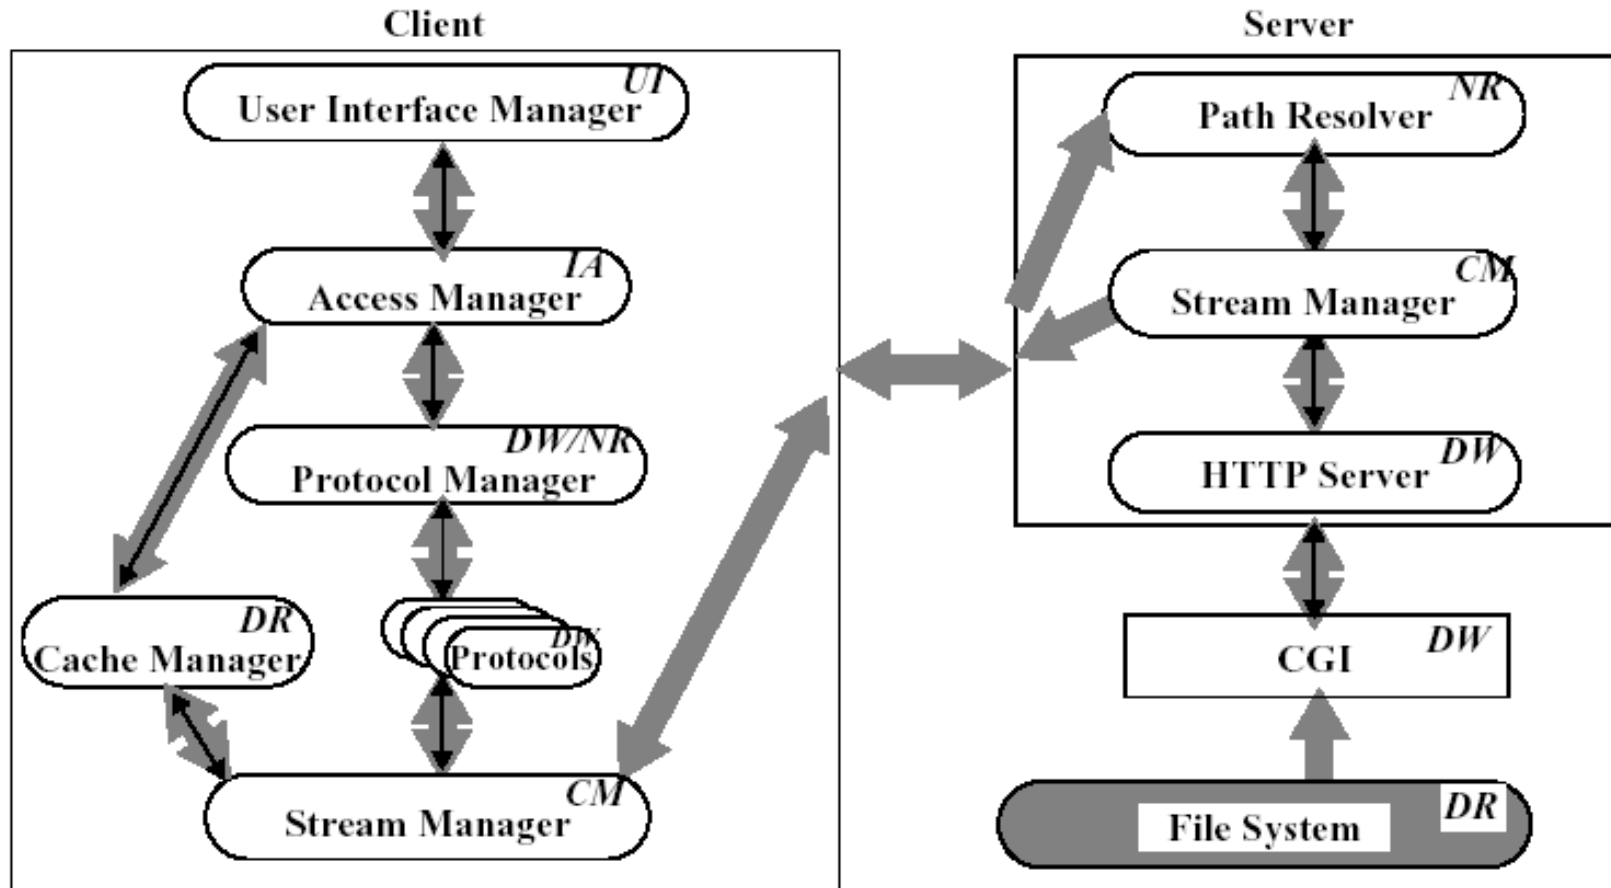 Client
UI
User Interface Manager
IA
Access Manager
DW/NR
Protocol Manager
DR
Cache Manager
DW
Protocols
CM
Stream Manager
Server
NR
Path Resolver
CM
Stream Manager
DW
HTTP Server
DW
CGI
DR
File System